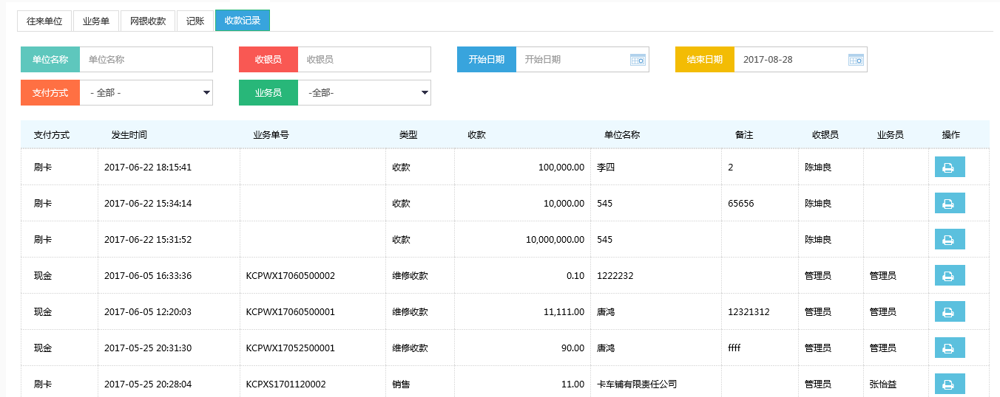 往来单位 业务单 网银收款 记账 收款记录
单位名称 单位名称 收银员 收银员 开始日期 开始日期 结束日期 2017-08-28
支付方式 - 全部 - 业务员 -全部-
支付方式 发生时间 业务单号 类型 收款 单位名称 备注 收银员 业务员 操作
刷卡 2017-06-22 18:15:41 收款 100,000.00 李四 2 陈坤良
刷卡 2017-06-22 15:34:14 收款 10,000.00 545 65656 陈坤良
刷卡 2017-06-22 15:31:52 收款 10,000,000.00 545 陈坤良
现金 2017-06-05 16:33:36 KCPWX17060500002 维修收款 0.10 1222232 管理员 管理员
现金 2017-06-05 12:20:03 KCPWX17060500001 维修收款 11,111.00 唐鸿 12321312 管理员 管理员
现金 2017-05-25 20:31:30 KCPWX17052500001 维修收款 90.00 唐鸿 ffff 管理员 管理员
刷卡 2017-05-25 20:28:04 KCPXS1701120002 销售 11.00 卡车铺有限责任公司 管理员 张怡益